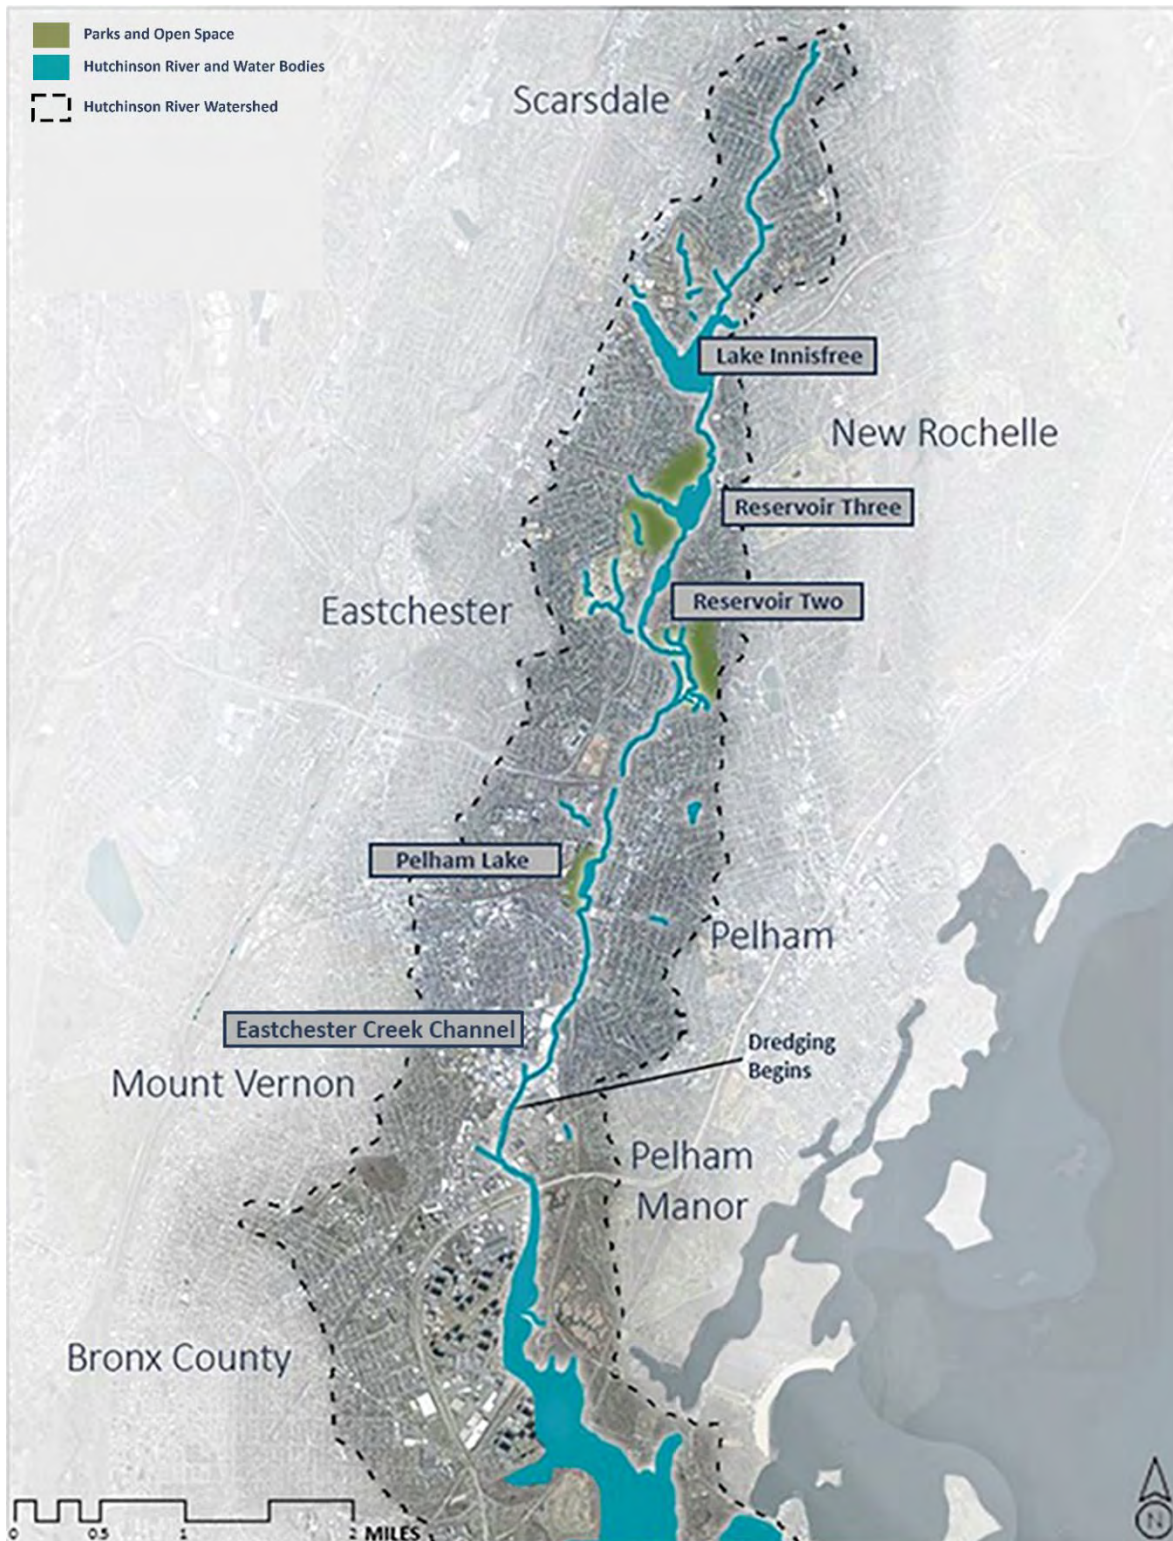 Parks and Open Space
Hutchinson River and Water Bodies
Hutchinson River Watershed
Scarsdale
Lake Innisfree
New Rochelle
Reservoir Three
Reservoir Two
Eastchester
Pelham Lake
Pelham
Eastchester Creek Channel
Dredging
Begins
Mount Vernon
Pelham
Manor
Bronx County
0 0.5 1 2 MILES
N